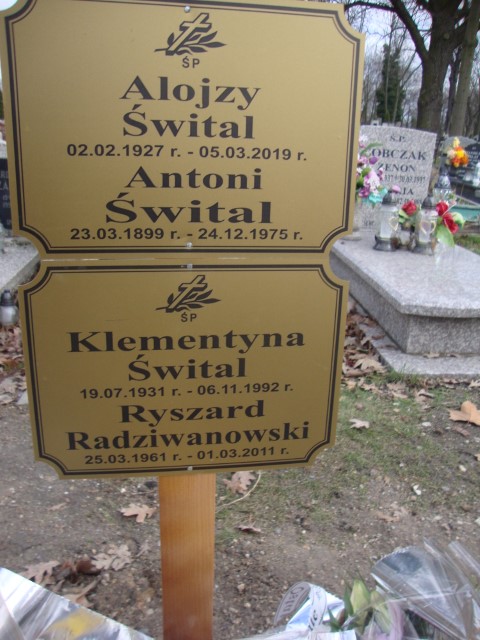 ŚP
Alojzy
Śwital
02.02.1927 r. - 05.03.2019 r.
Antoni
Śwital
23.03.1899 r. - 24.12.1975 r.
ŚP
Klementyna
Śwital
19.07.1931 r. - 06.11.1992 r.
Ryszard
Radziwanowski
25.03.1961 r. - 01.03.2011 r.
Ś.P.
ZENON